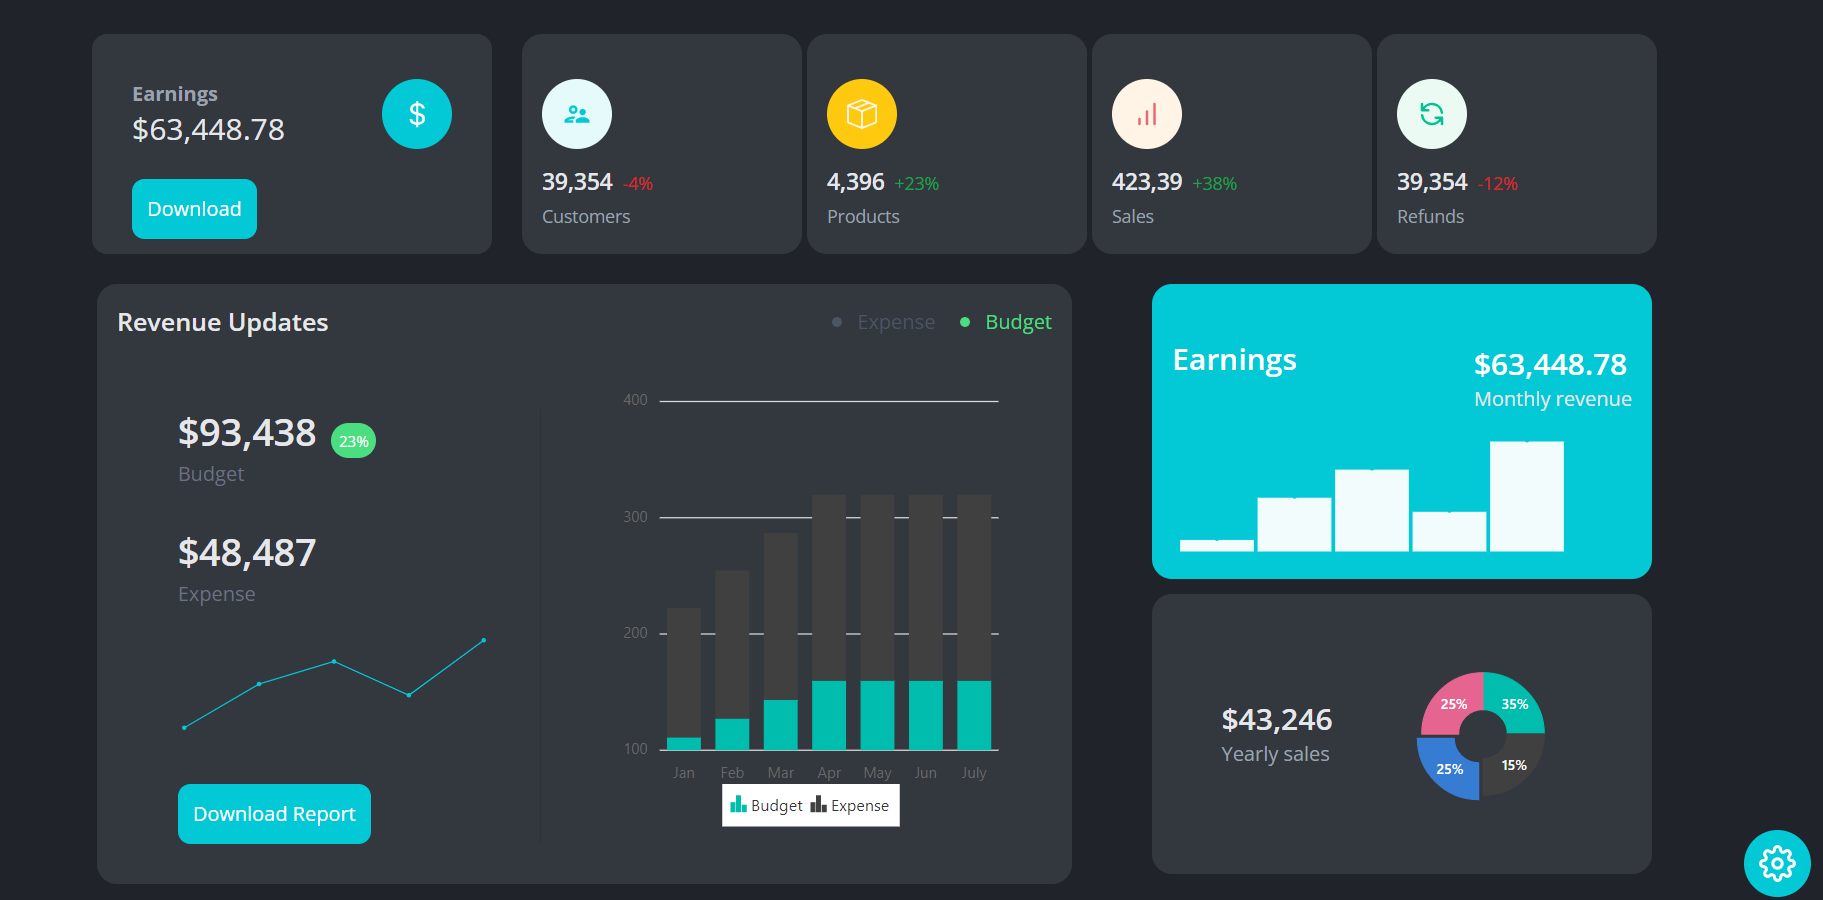 Earnings
$63,448.78
$
Download
39,354 -4%
Customers
4,396 +23%
Products
423,39 +38%
Sales
39,354 -12%
Refunds
Revenue Updates
Expense
Budget
$93,438 23%
Budget
$48,487
Expense
Download Report
400
300
200
100
Jan Feb Mar Apr May Jun July
Budget Expense
Earnings
$63,448.78
Monthly revenue
$43,246
Yearly sales
25% 35%
25% 15%